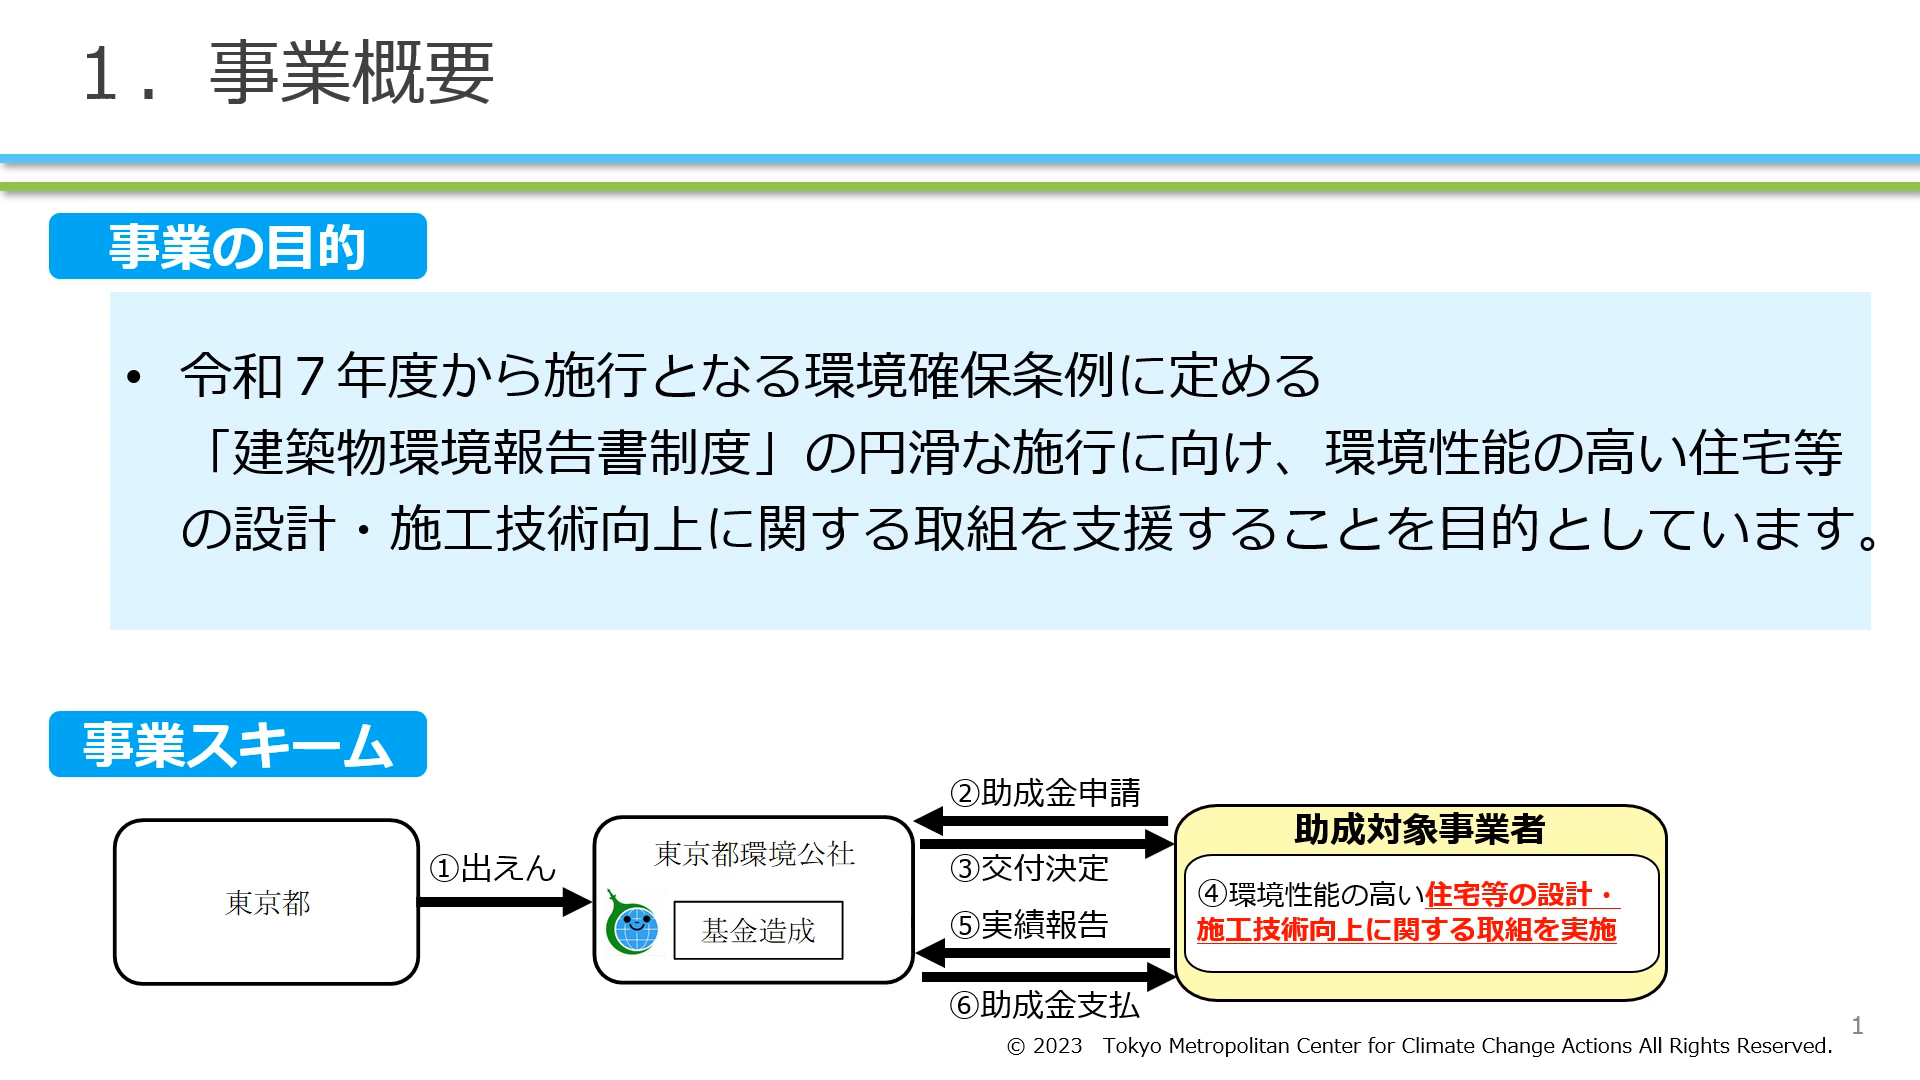 １．事業概要
事業の目的
• 令和７年度から施行となる環境確保条例に定める
「建築物環境報告書制度」の円滑な施行に向け、環境性能の高い住宅等
の設計・施工技術向上に関する取組を支援することを目的としています。
事業スキーム
東京都
①出えん
東京都環境公社
基金造成
②助成金申請
③交付決定
⑤実績報告
⑥助成金支払
助成対象事業者
④環境性能の高い住宅等の設計・
施工技術向上に関する取組を実施
1
© 2023　Tokyo Metropolitan Center for Climate Change Actions All Rights Reserved.